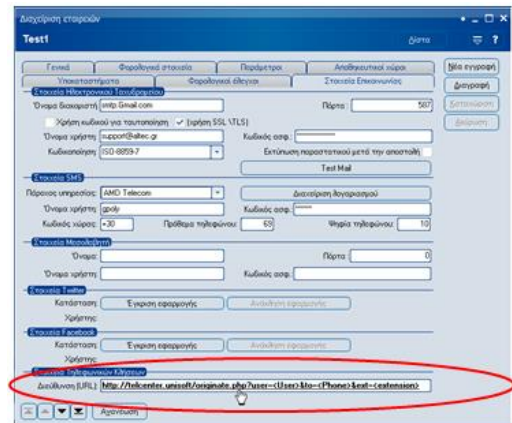 Διαχείριση εταιρειών
Test1
Λίστα
?
Γενικά Φορολογικά στοιχεία Παράμετροι Αποθηκευτικοί χώροι
Υποκαταστήματα Φορολογικοί έλεγχοι Στοιχεία Επικοινωνίας
Νέα εγγραφή
Διαγραφή
Καταχώριση
Ακύρωση
Στοιχεία Ηλεκτρονικού Ταχυδρομείου
Όνομα διακομιστή smtp.Gmail.com Πόρτα: 587
Χρήση κωδικού για ταυτοποίηση (χρήση SSL \TLS)
Όνομα χρήστη: support@altec.gr Κωδικός ασφ.: ************
Κωδικοποίηση: ISO-8859-7 Εκτύπωση παραστατικού μετά την αποστολή
Test Mail
Στοιχεία SMS
Πάροχος υπηρεσίας: AMD Telecom Διαχείριση λογαριασμού
Όνομα χρήστη: gpoly Κωδικός ασφ.: *****
Κωδικός χώρας: +30 Πρόθεμα τηλεφώνου: 69 Ψηφία τηλεφώνου: 10
Στοιχεία Μεσολαβητή
Όνομα: Πόρτα: 0
Όνομα χρήστη: Κωδικός ασφ.:
Στοιχεία Twitter
Κατάσταση: Έγκριση εφαρμογής Ανάκληση εφαρμογής
Χρήστης:
Στοιχεία Facebook
Κατάσταση: Έγκριση εφαρμογής Ανάκληση εφαρμογής
Χρήστης:
Στοιχεία Τηλεφωνικών Κλήσεων
Διεύθυνση (URL): http://telcenter.unisoft/originate.php?user=<User>&to=<Phone>&ext=<extension>
Ανανέωση